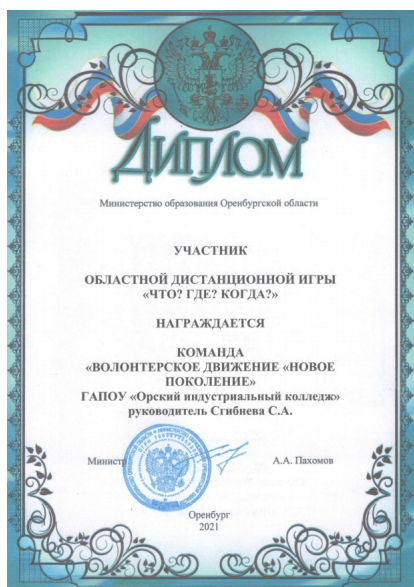 ДИПЛОМ
Министерство образования Оренбургской области
УЧАСТНИК
ОБЛАСТНОЙ ДИСТАНЦИОННОЙ ИГРЫ
«ЧТО? ГДЕ? КОГДА?»
НАГРАЖДАЕТСЯ
КОМАНДА
«ВОЛОНТЕРСКОЕ ДВИЖЕНИЕ «НОВОЕ
ПОКОЛЕНИЕ»
ГАПОУ «Орский индустриальный колледж»
руководитель Сгибнева С.А.
Министр А.А. Пахомов
Оренбург
2021